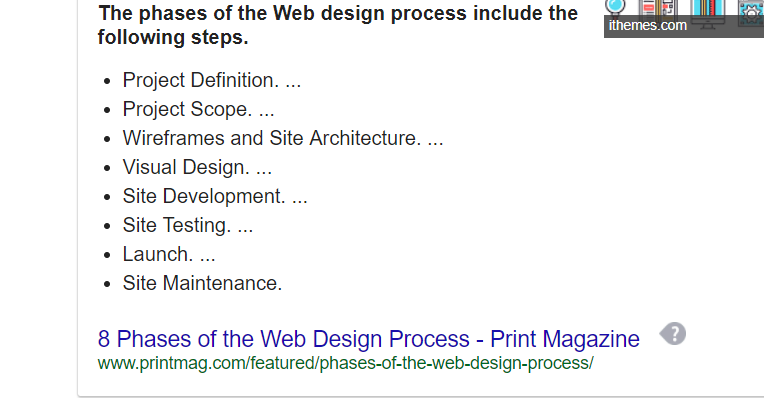 The phases of the Web design process include the
following steps.
ithemes.com
• Project Definition. ...
• Project Scope. ...
• Wireframes and Site Architecture. ...
• Visual Design. ...
• Site Development. ...
• Site Testing. ...
• Launch. ...
• Site Maintenance.
8 Phases of the Web Design Process - Print Magazine
?
www.printmag.com/featured/phases-of-the-web-design-process/